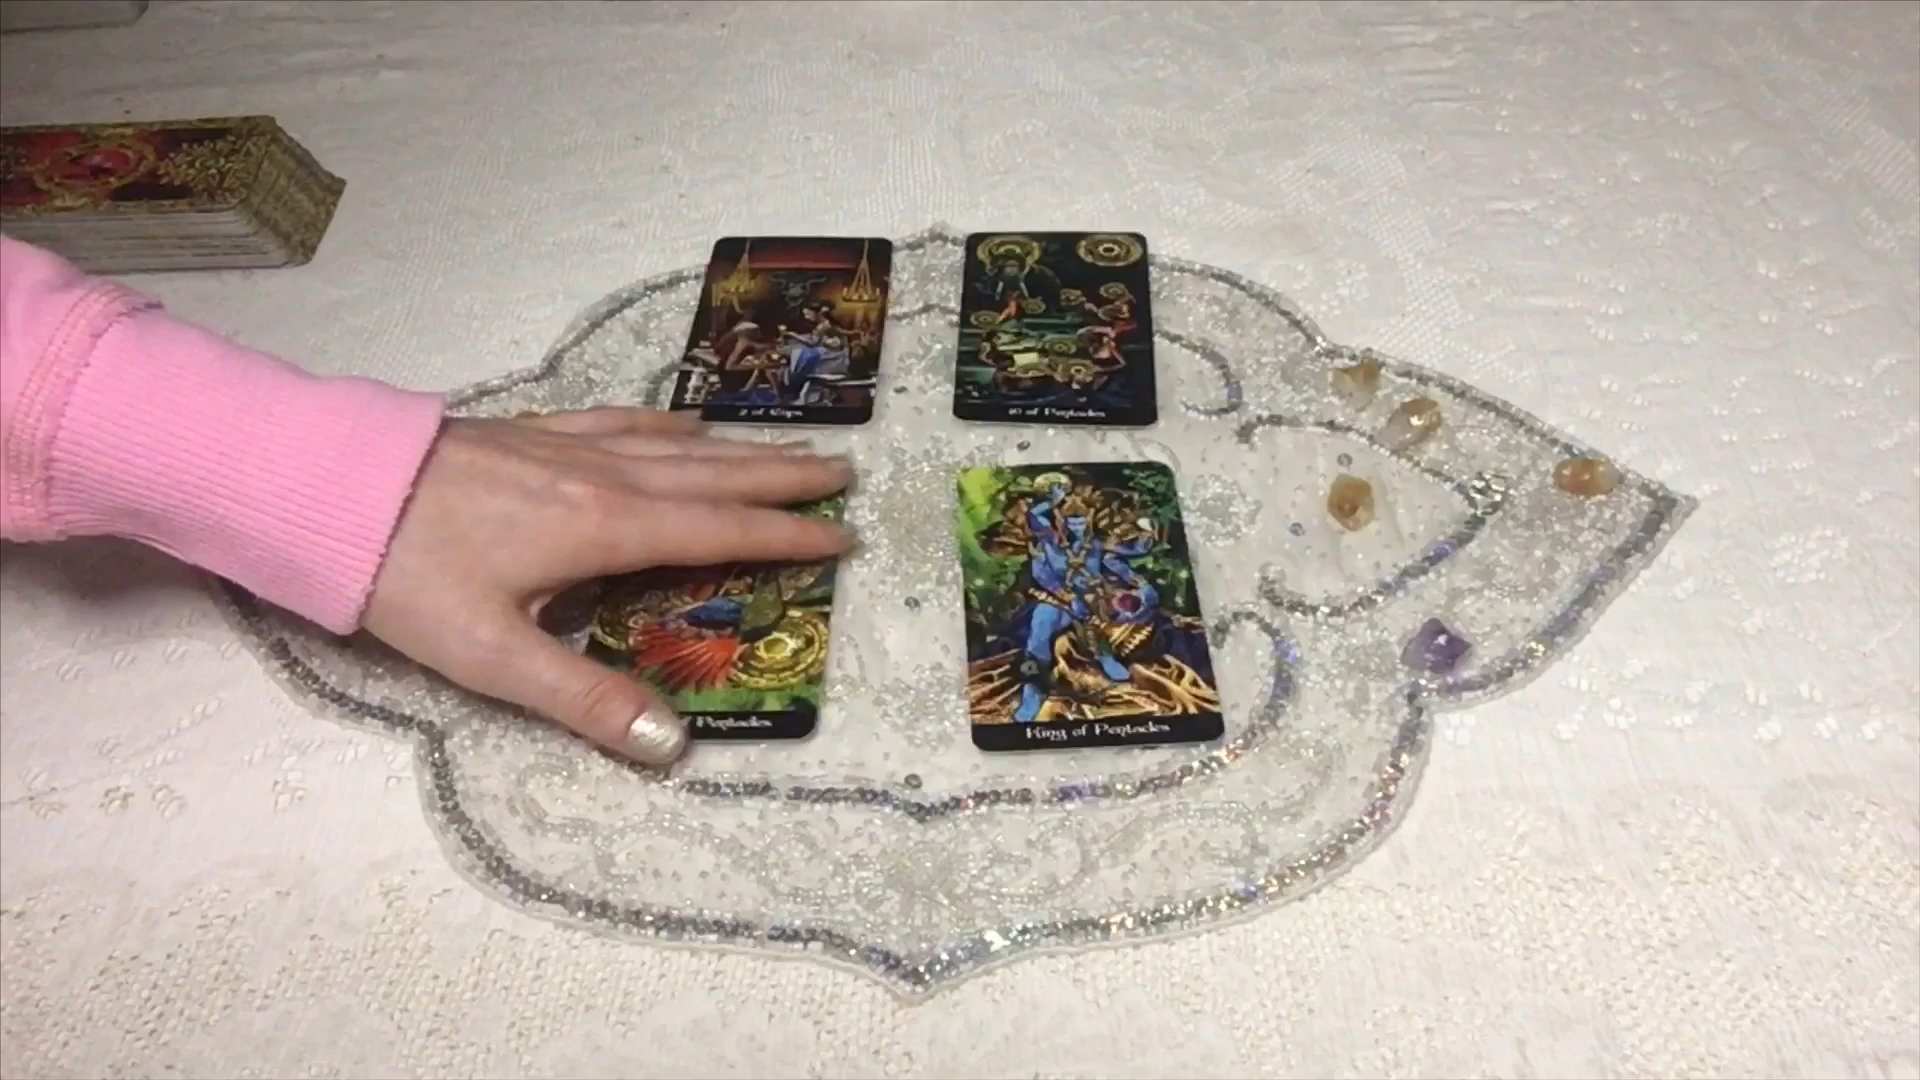 2 of Cups
10 of Pentacles
Pentacles
King of Pentacles